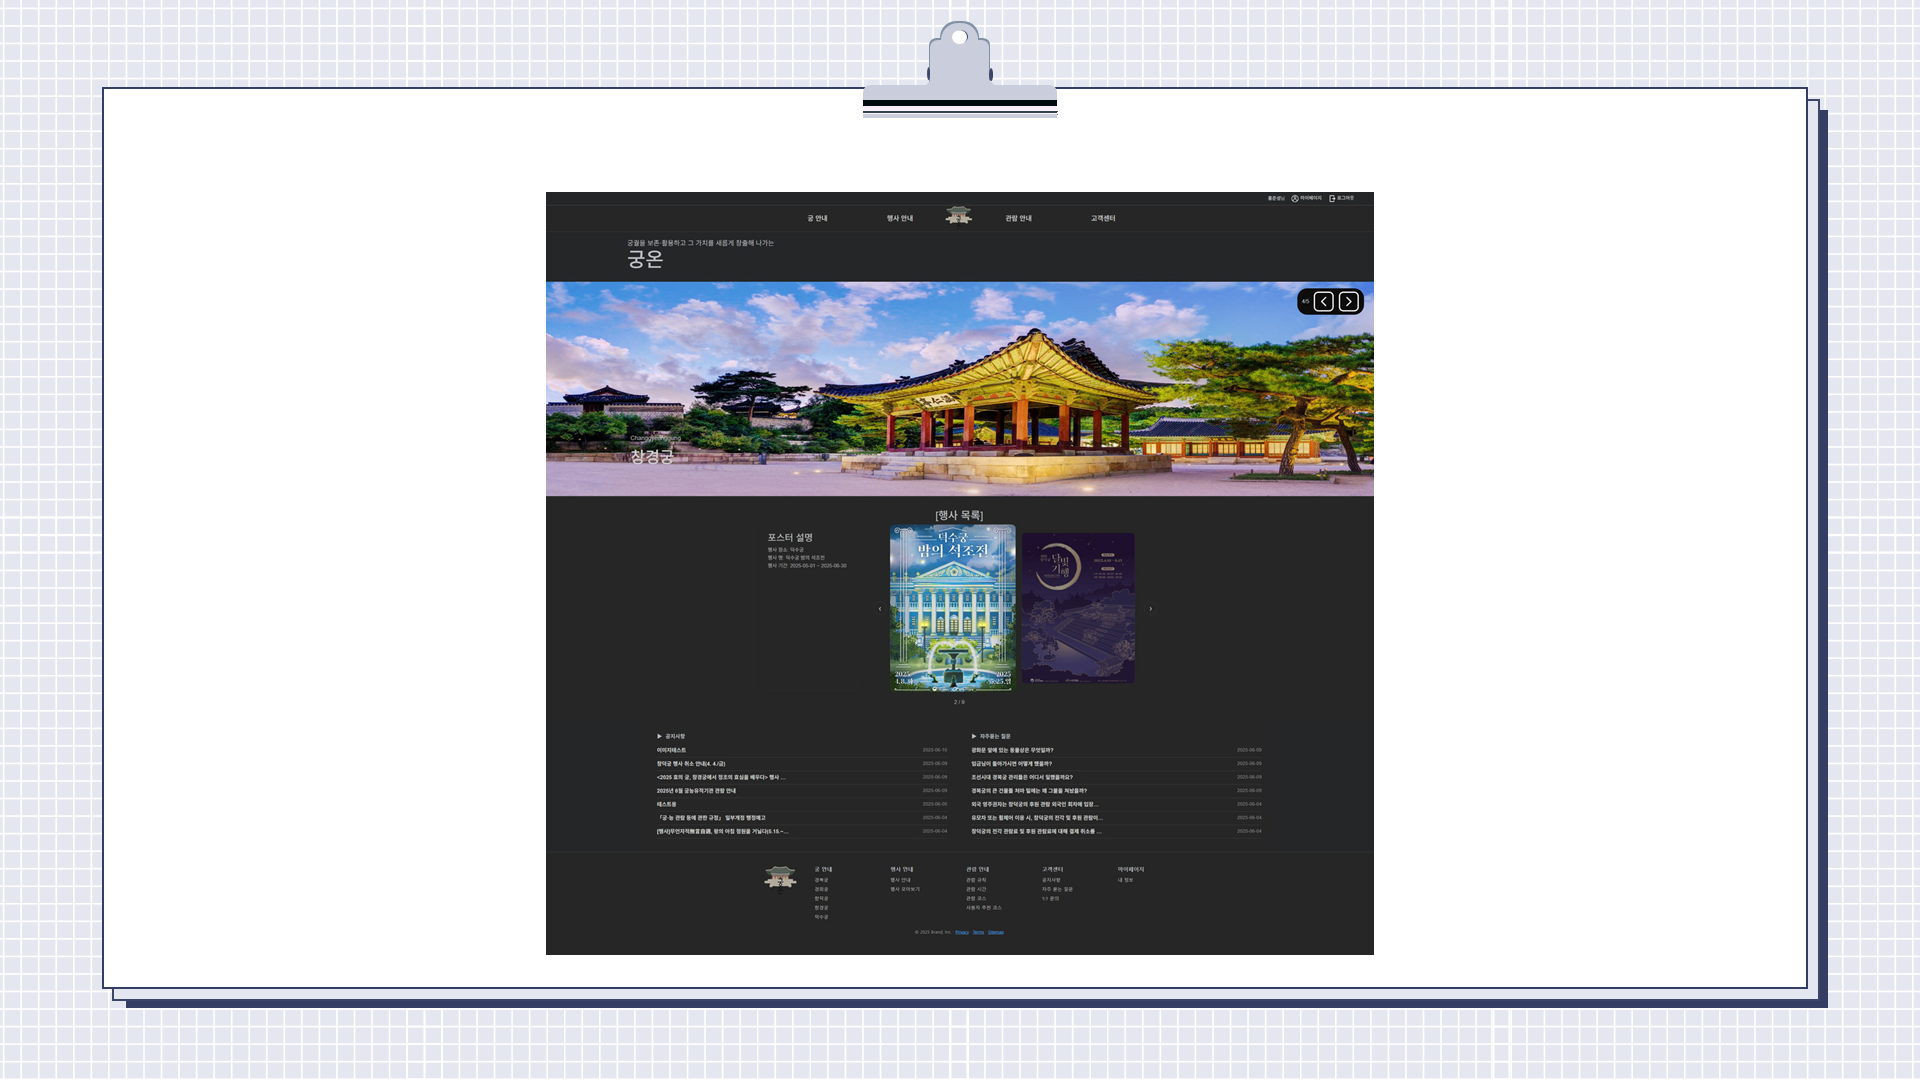 홍은성님 마이페이지 로그아웃
궁 안내 행사 안내 관람 안내 고객센터
궁궐을 보존·활용하고 그 가치를 새롭게 창출해 나가는
궁온
4/5
Changgyeonggung
창경궁
[행사 목록]
포스터 설명
행사 장소: 덕수궁
행사 명: 덕수궁 밤의 석조전
행사 기간: 2025-05-01 ~ 2025-06-30
덕수궁
밤의 석조전
2025
2025
달빛
기행
2 / 9
▶ 공지사항
이미지테스트 2025-06-10
창덕궁 행사 취소 안내(4. 4./금) 2025-06-09
<2025 효의 궁, 창경궁에서 정조의 효심을 배우다> 행사 ... 2025-06-09
2025년 6월 궁능유적기관 관람 안내 2025-06-09
테스트용 2025-06-05
「궁·능 관람 등에 관한 규정」 일부개정 행정예고 2025-06-04
[행사]무언자적無言自適, 왕의 아침 정원을 거닐다(5.15.~... 2025-06-04
▶ 자주묻는 질문
광화문 앞에 있는 동물상은 무엇일까? 2025-06-09
임금님이 돌아가시면 어떻게 했을까? 2025-06-09
조선시대 경복궁 관리들은 어디서 일했을까요? 2025-06-09
경복궁의 큰 건물들 처마 밑에는 왜 그물을 쳐놨을까? 2025-06-09
외국 영주권자는 창덕궁의 후원 관람 외국인 회차에 입장... 2025-06-04
유모차 또는 휠체어 이용 시, 창덕궁의 전각 및 후원 관람이... 2025-06-04
창덕궁의 전각 관람료 및 후원 관람료에 대해 결제 취소를 ... 2025-06-04
궁 안내
경복궁
경희궁
창덕궁
창경궁
덕수궁
행사 안내
행사 안내
행사 모아보기
관람 안내
관람 규칙
관람 시간
관람 코스
사용자 추천 코스
고객센터
공지사항
자주 묻는 질문
1:1 문의
마이페이지
내 정보
© 2025 Brand, Inc. Privacy Terms Sitemap